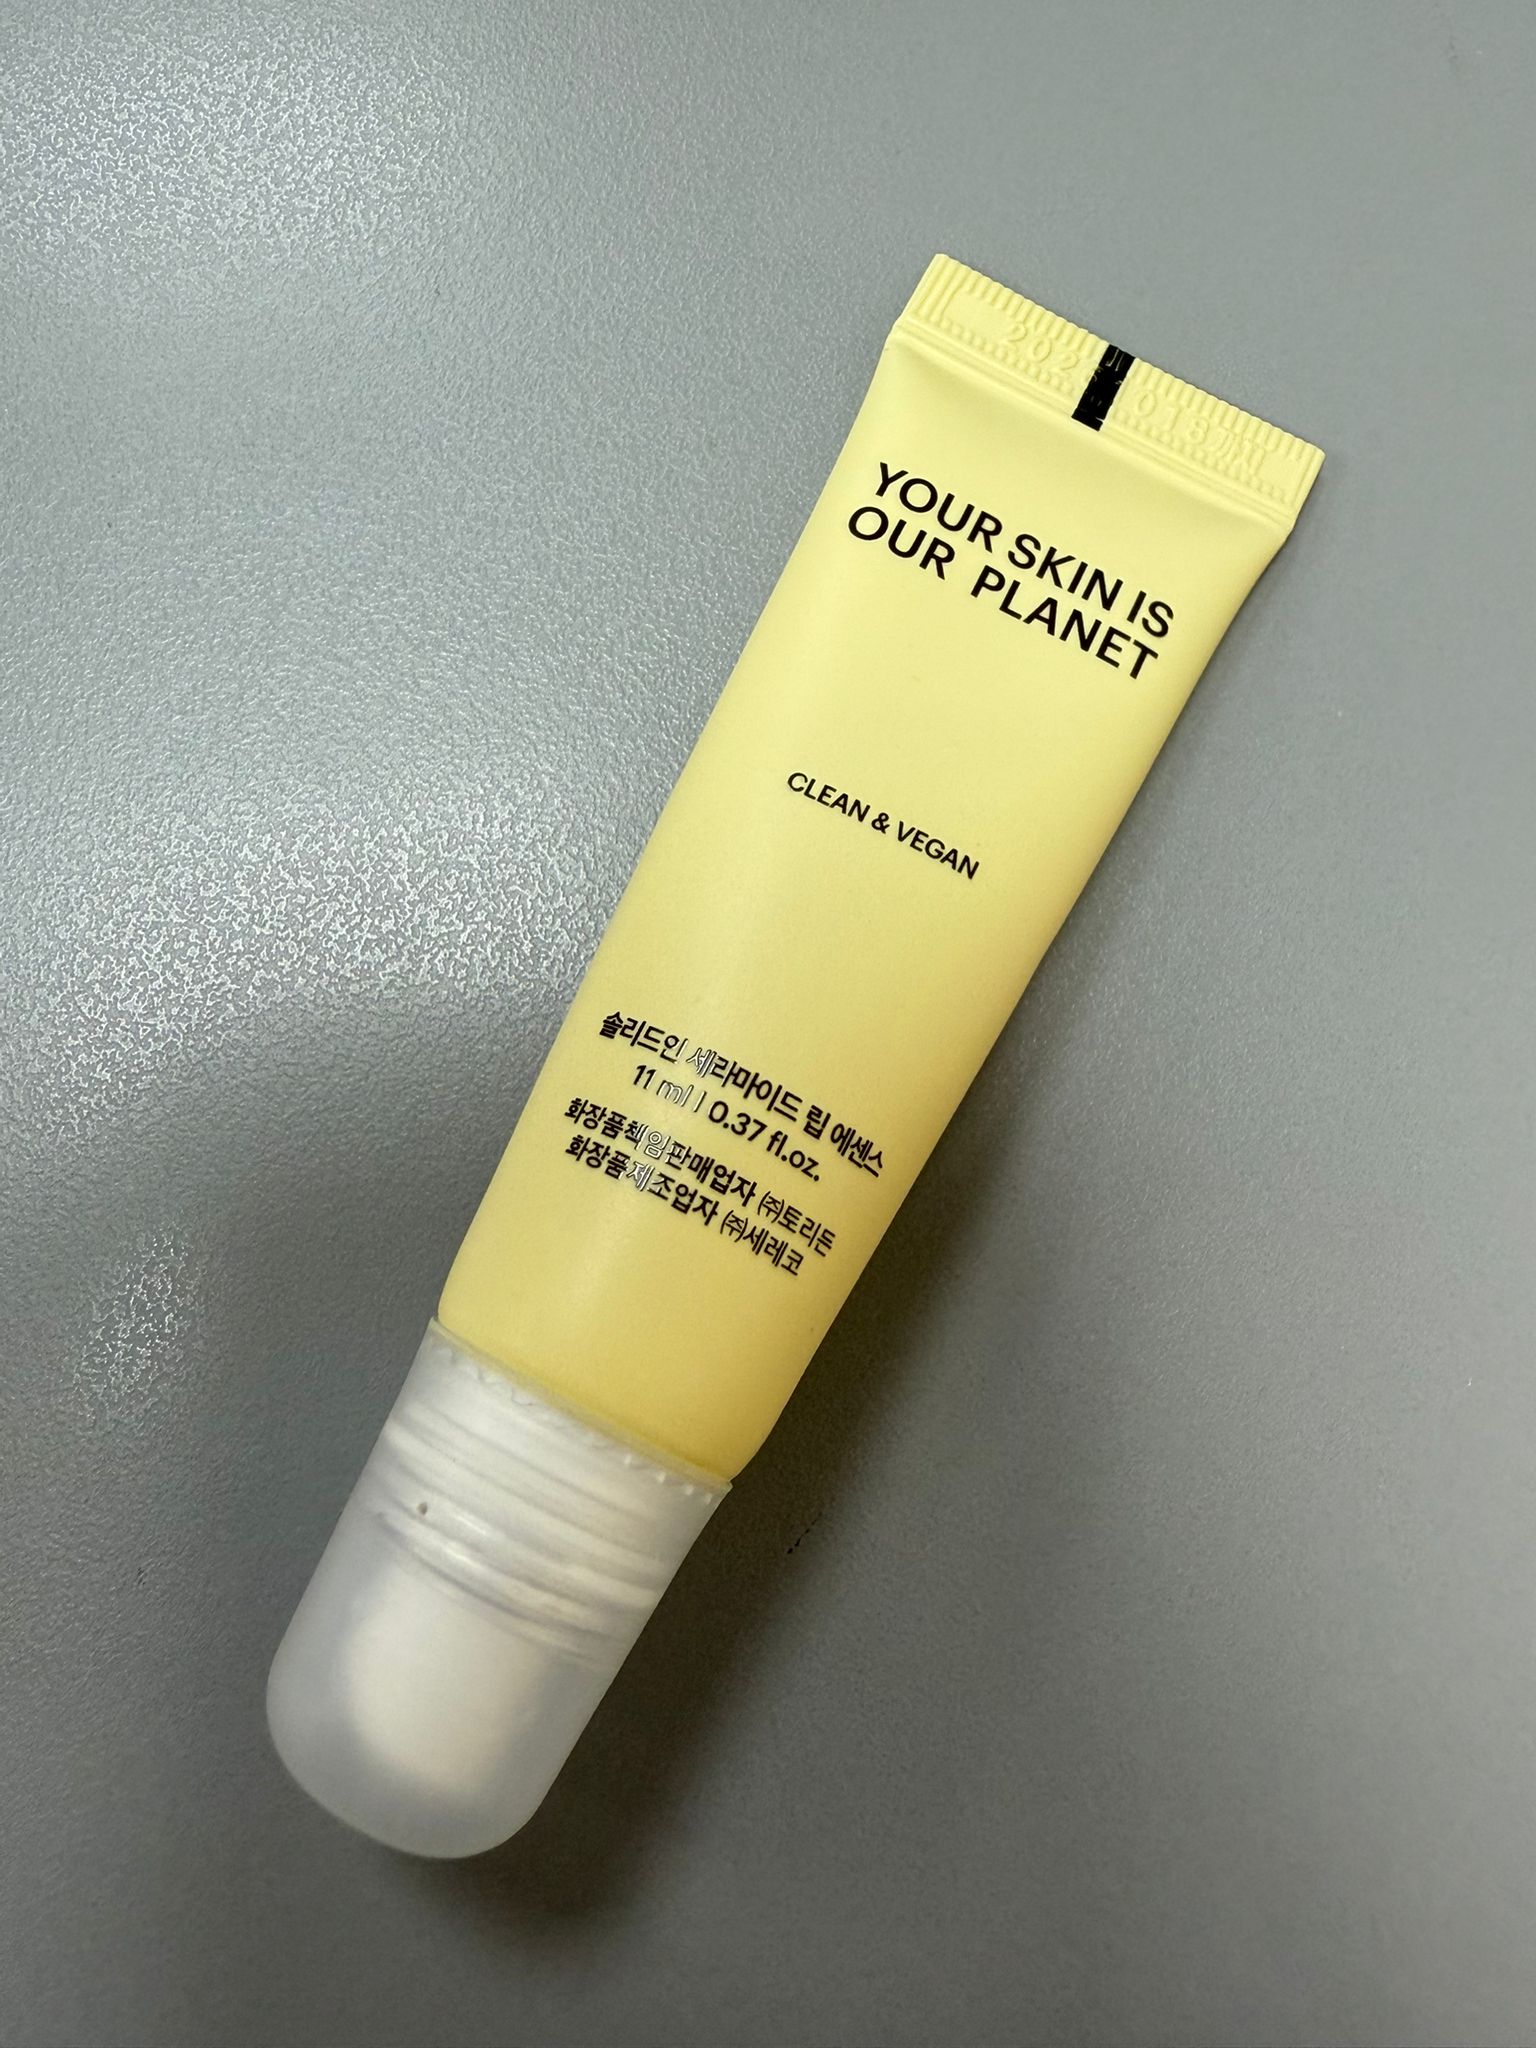 YOUR SKIN IS
OUR PLANET
CLEAN & VEGAN
솔리드인 세라마이드 립 에센스
11 ml I 0.37 fl.oz.
화장품책임판매업자 ㈜토리든
화장품제조업자 ㈜세레코